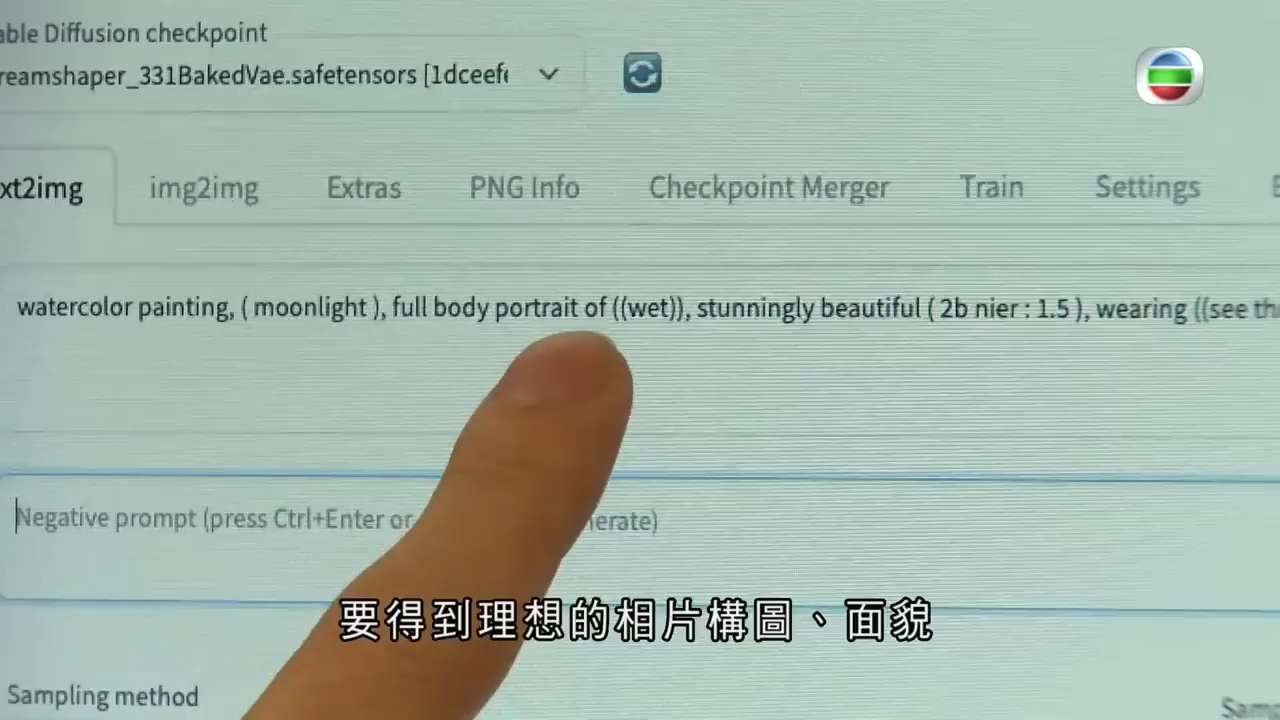 able Diffusion checkpoint
reamshaper_331BakedVae.safetensors [1dceef
xt2img img2img Extras PNG Info Checkpoint Merger Train Settings
watercolor painting, ( moonlight ), full body portrait of ((wet)), stunningly beautiful ( 2b nier : 1.5 ), wearing ((see th
Negative prompt (press Ctrl+Enter or nerate)
要得到理想的相片構圖、面貌
Sampling method
Samp